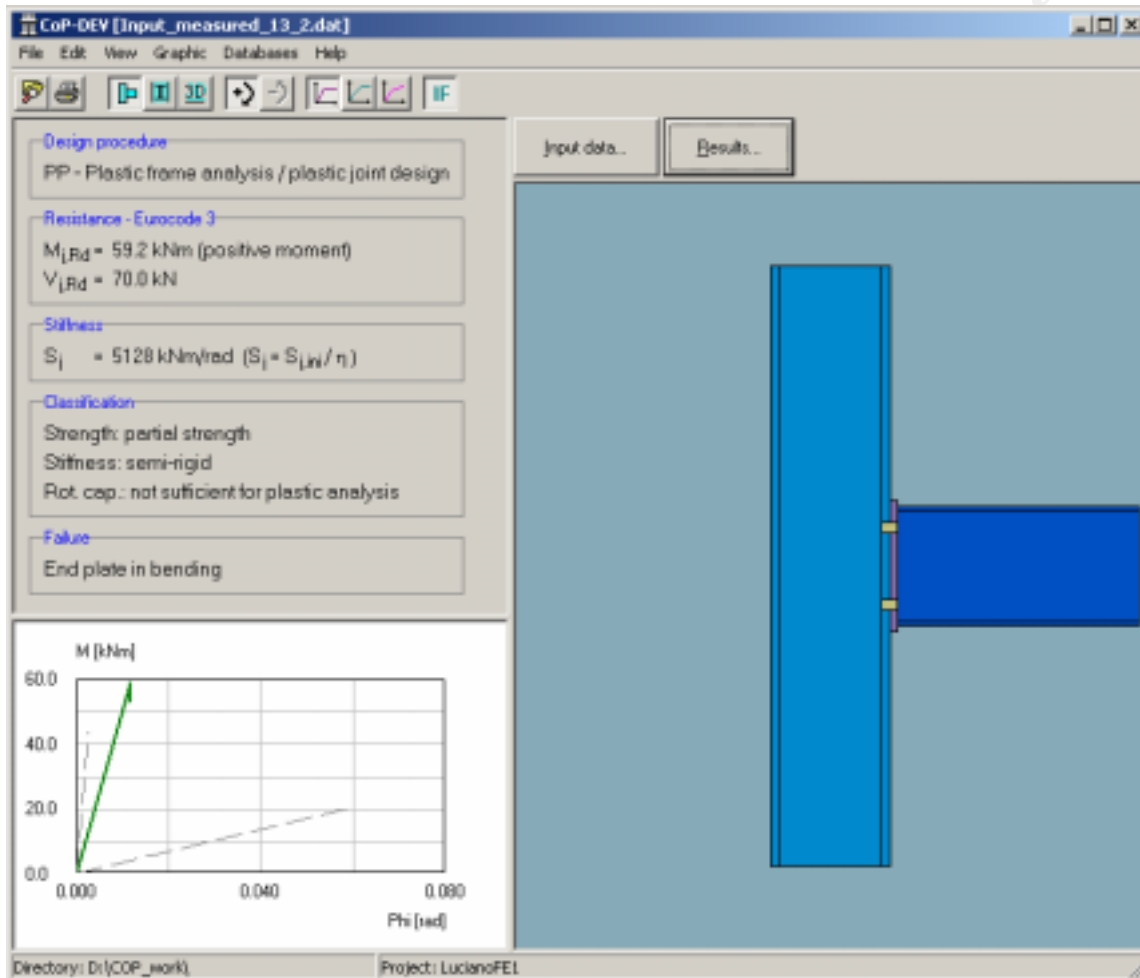 CoP-DEV [Input_measured_13_2.dat]
File Edit View Graphic Databases Help
3D IF
Design procedure
PP - Plastic frame analysis / plastic joint design
Resistance - Eurocode 3
Mj,Rd = 59.2 kNm (positive moment)
Vj,Rd = 70.0 kN
Stiffness
Sj = 5128 kNm/rad (Sj = Sj,ini / η)
Classification
Strength: partial strength
Stiffness: semi-rigid
Rot. cap.: not sufficient for plastic analysis
Failure
End plate in bending
Input data... Results...
M [kNm]
60.0
40.0
20.0
0.0
0.000 0.040 0.080
Phi [rad]
Directory: D:\COP_work\, Project: LucianoFE1